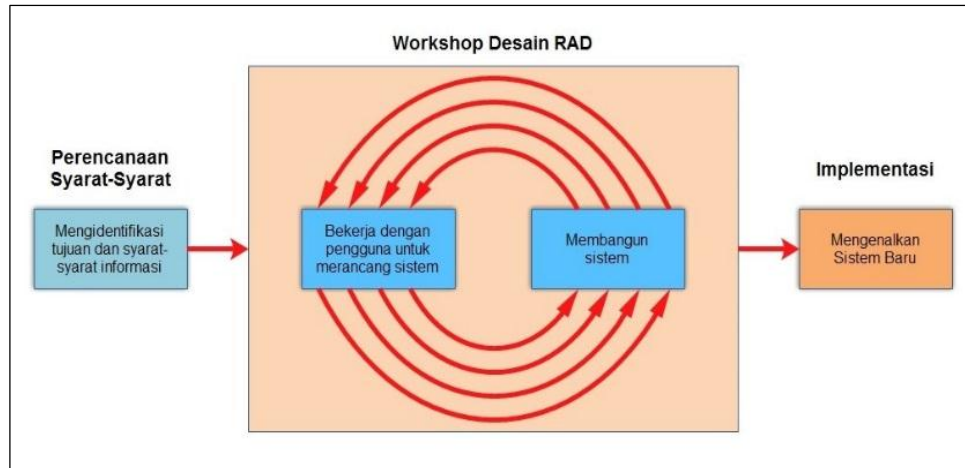 Workshop Desain RAD
Perencanaan
Syarat-Syarat
Mengidentifikasi
tujuan dan syarat-
syarat informasi
Bekerja dengan
pengguna untuk
merancang sistem
Membangun
sistem
Implementasi
Mengenalkan
Sistem Baru